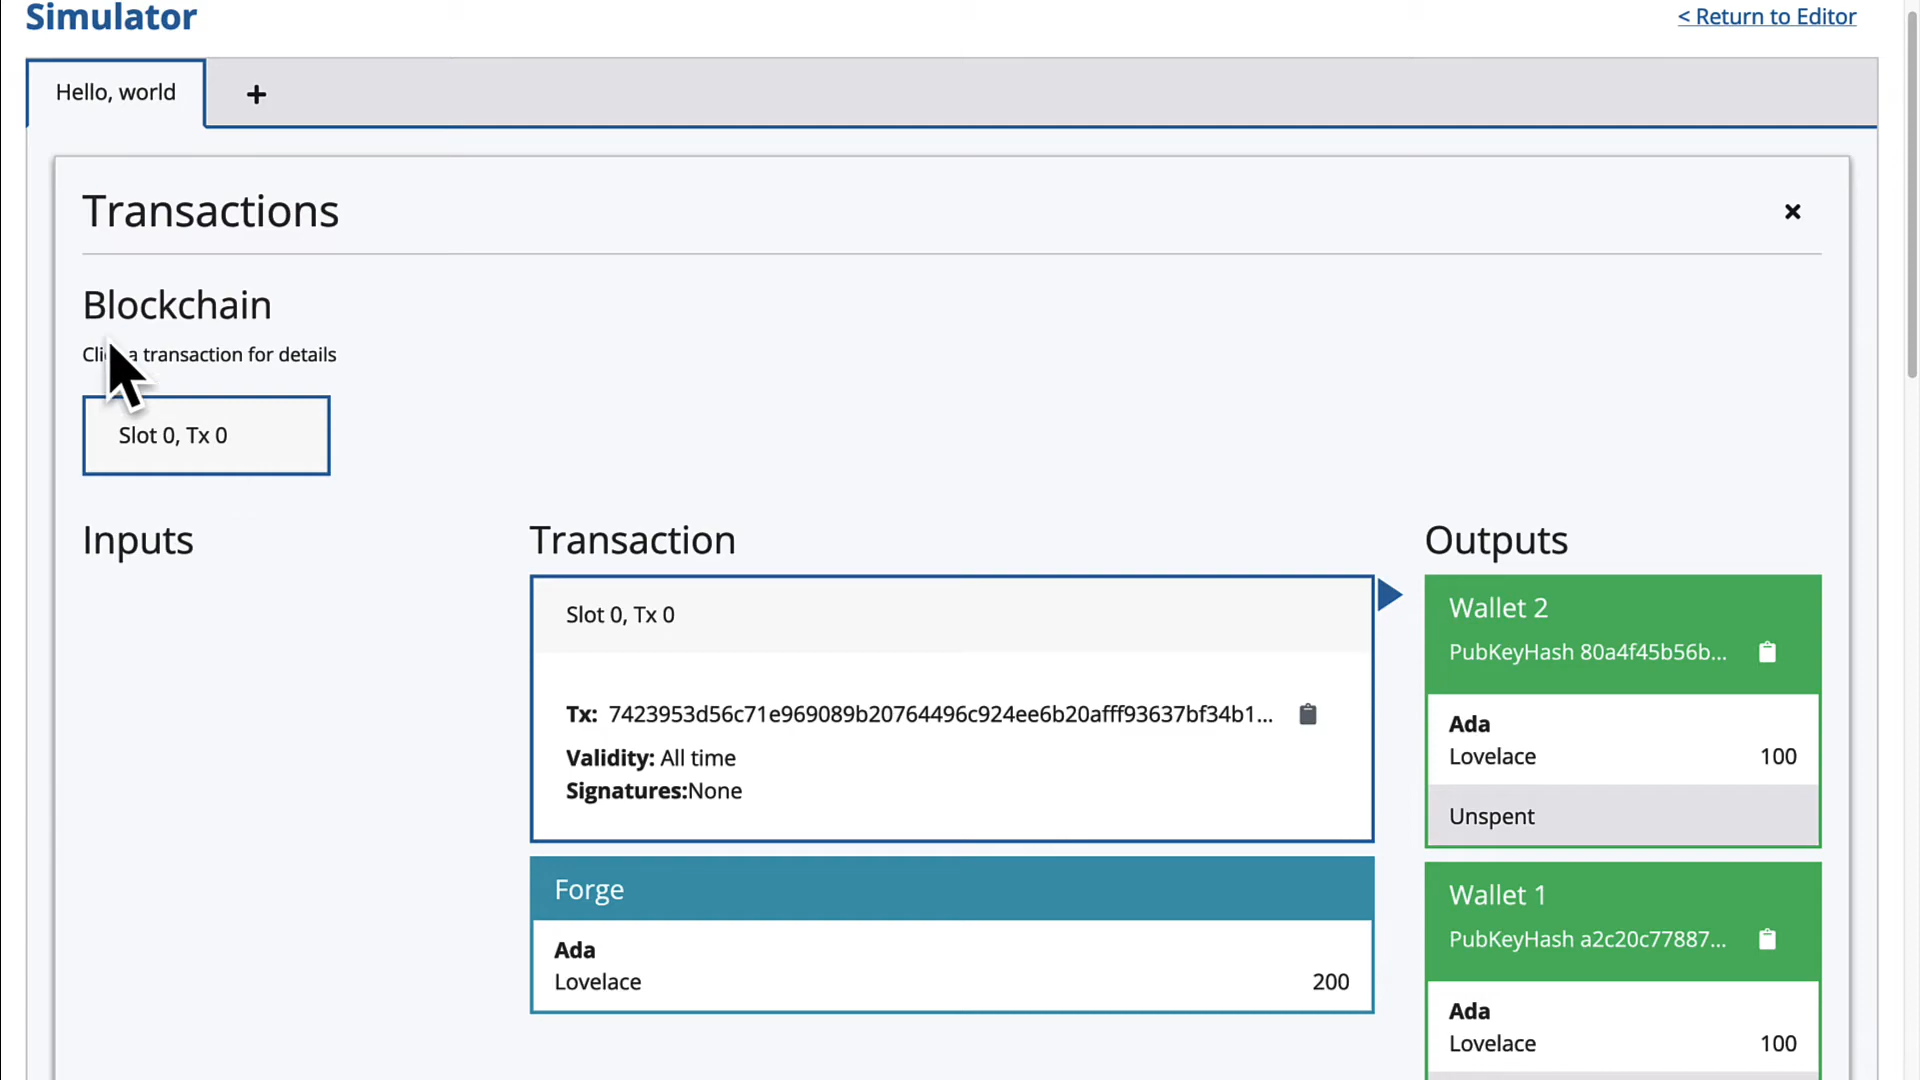 Simulator
< Return to Editor
Hello, world
+
Transactions
Blockchain
a transaction for details
Slot 0, Tx 0
Inputs
Transaction
Outputs
Slot 0, Tx 0
Tx: 7423953d56c71e969089b20764496c924ee6b20afff93637bf34b1...
Validity: All time
Signatures:None
Forge
Ada
Lovelace 200
Wallet 2
PubKeyHash 80a4f45b56b...
Ada
Lovelace 100
Unspent
Wallet 1
PubKeyHash a2c20c77887...
Ada
Lovelace 100